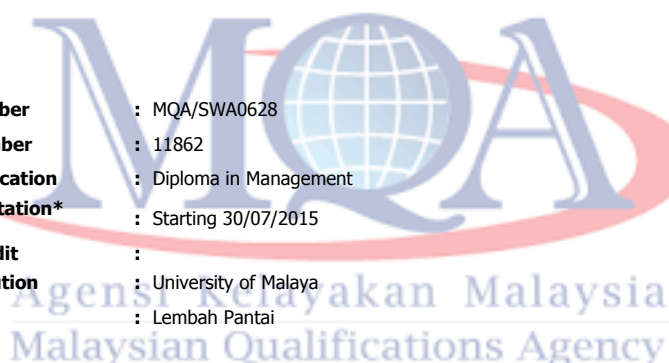 MQA
ber : MQA/SWA0628
ber : 11862
cation : Diploma in Management
tation* : Starting 30/07/2015
dit :
tion : University of Malaya
: Lembah Pantai
Agensi Kelayakan Malaysia
Malaysian Qualifications Agency